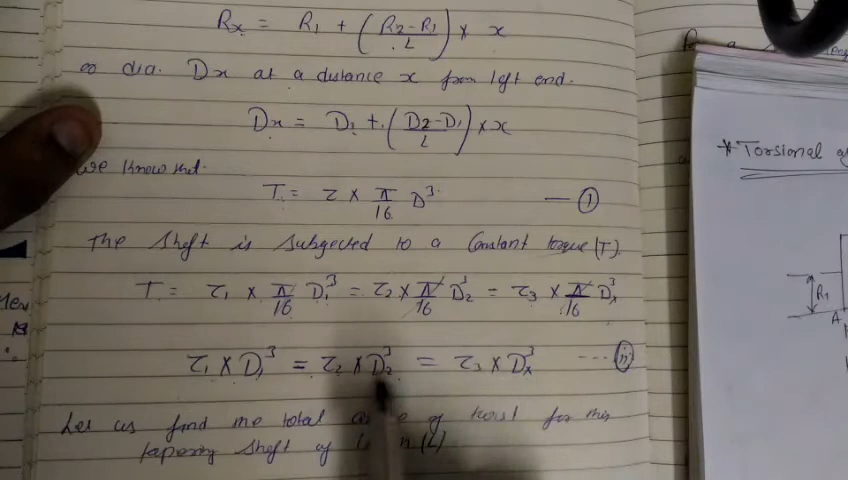 Rx = R1 + (R2-R1/L) × x
∞ dia. Dx at a distance x from left end.
Dx = D1 + (D2-D1/L) × x
we know that.
T = τ × π/16 D³ — ①
The shaft is subjected to a Constant torque (T).
T = τ1 × π/16 D1³ = τ2 × π/16 D2³ = τ3 × π/16 Dx³
τ1 × D1³ = τ2 × D2³ = τ3 × Dx³ ---- (ii)
Let us find the total of twist for this
tapering shaft of (L)
* Torsional
R1
A